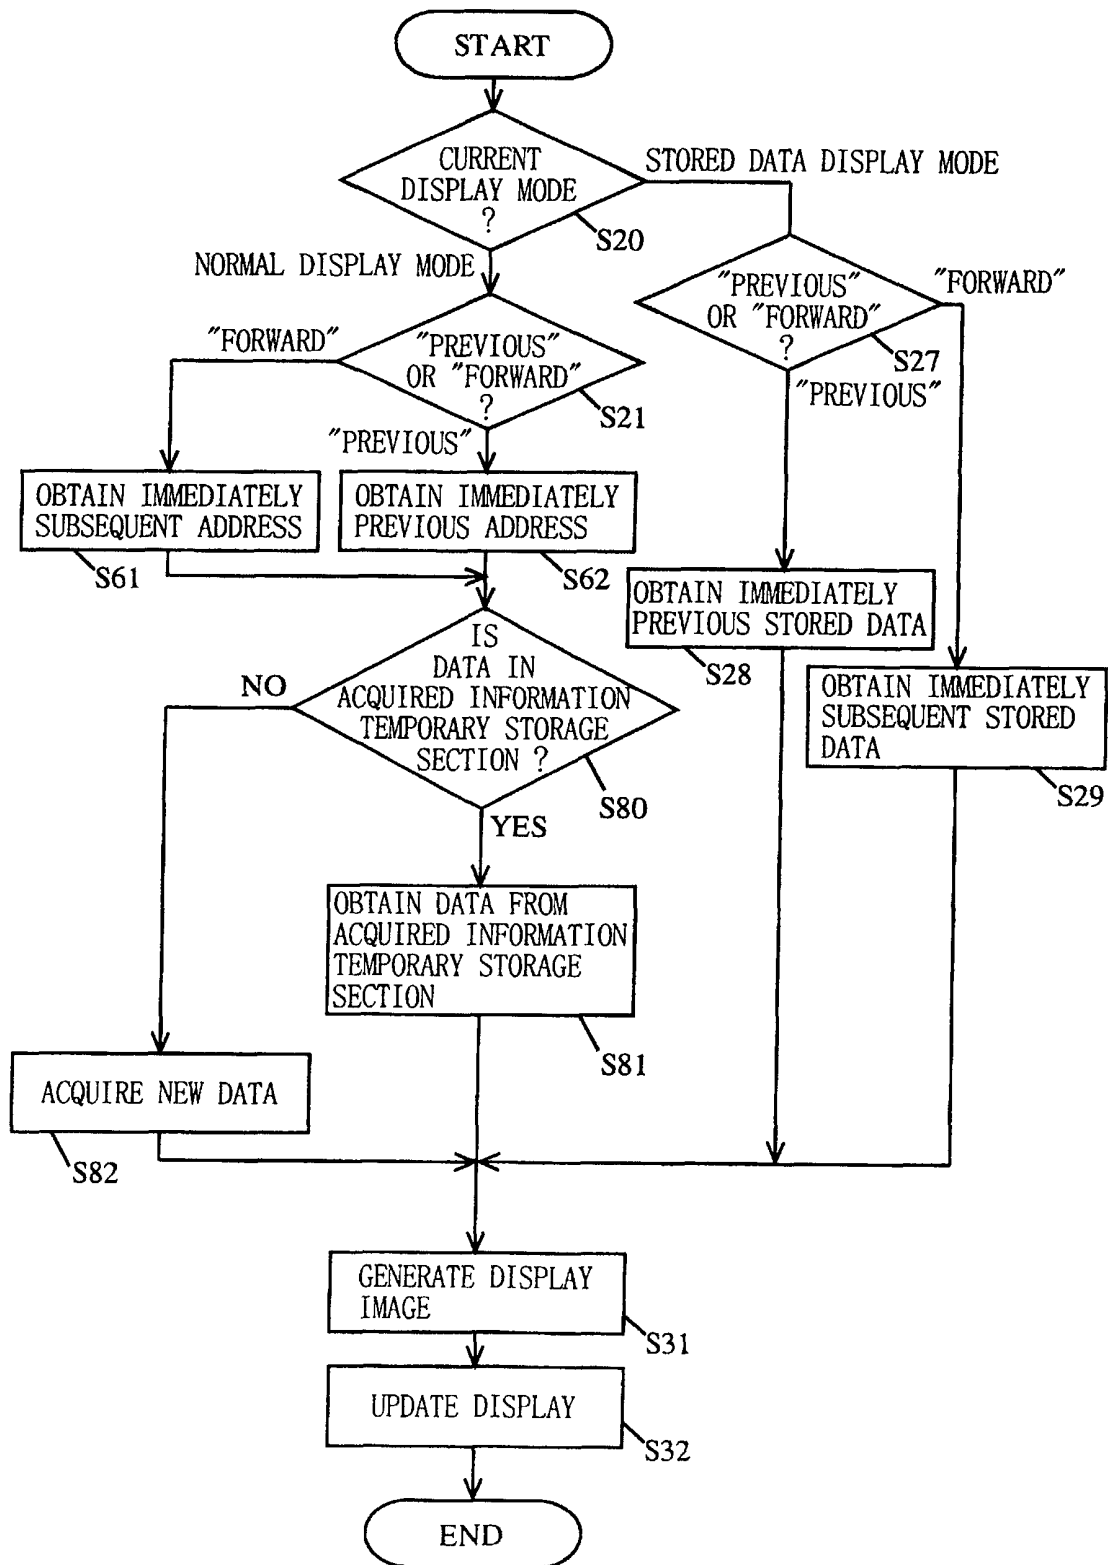 START
CURRENT
DISPLAY MODE
?
S20
STORED DATA DISPLAY MODE
NORMAL DISPLAY MODE
"PREVIOUS"
OR "FORWARD"
?
S27
"FORWARD"
"PREVIOUS"
"FORWARD"
"PREVIOUS"
OR "FORWARD"
?
S21
"PREVIOUS"
OBTAIN IMMEDIATELY
SUBSEQUENT ADDRESS
S61
OBTAIN IMMEDIATELY
PREVIOUS ADDRESS
S62
OBTAIN IMMEDIATELY
PREVIOUS STORED DATA
S28
OBTAIN IMMEDIATELY
SUBSEQUENT STORED
DATA
S29
IS
DATA IN
ACQUIRED INFORMATION
TEMPORARY STORAGE
SECTION ?
S80
NO
YES
OBTAIN DATA FROM
ACQUIRED INFORMATION
TEMPORARY STORAGE
SECTION
S81
ACQUIRE NEW DATA
S82
GENERATE DISPLAY
IMAGE
S31
UPDATE DISPLAY
S32
END